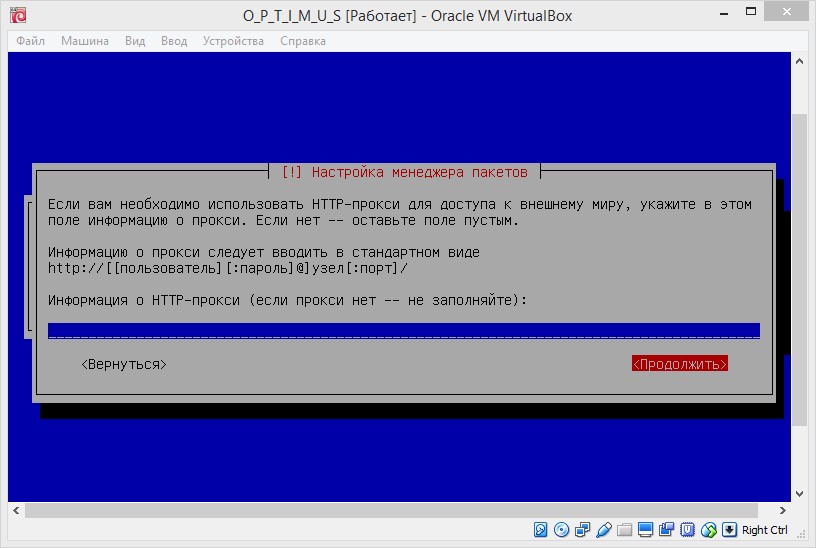 O_P_T_I_M_U_S [Работает] - Oracle VM VirtualBox
Файл Машина Вид Ввод Устройства Справка
[!] Настройка менеджера пакетов
Если вам необходимо использовать HTTP-прокси для доступа к внешнему миру, укажите в этом
поле информацию о прокси. Если нет -- оставьте поле пустым.
Информацию о прокси следует вводить в стандартном виде
http://[[пользователь][:пароль]@]узел[:порт]/
Информация о HTTP-прокси (если прокси нет -- не заполняйте):
<Вернуться> <Продолжить>
Right Ctrl